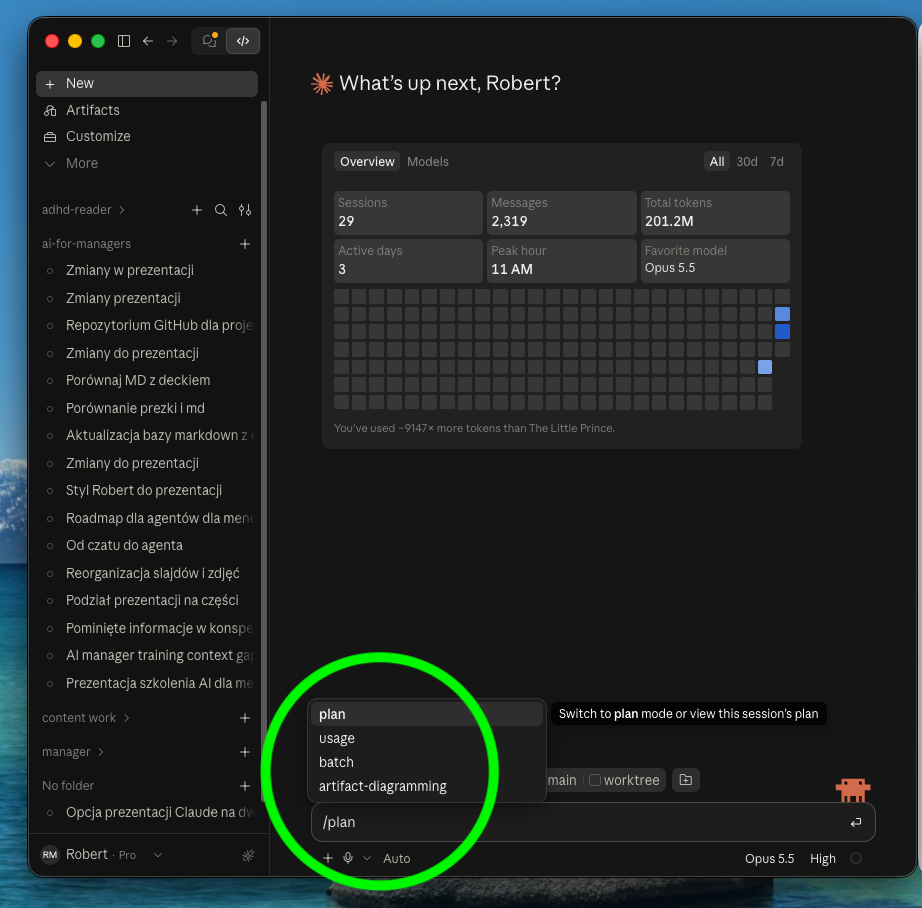 New
Artifacts
Customize
More
adhd-reader
ai-for-managers
Zmiany w prezentacji
Zmiany prezentacji
Repozytorium GitHub dla proje
Zmiany do prezentacji
Porównaj MD z deckiem
Porównanie prezki i md
Aktualizacja bazy markdown z
Zmiany do prezentacji
Styl Robert do prezentacji
Roadmap dla agentów dla mene
Od czatu do agenta
Reorganizacja slajdów i zdjęć
Podział prezentacji na części
Pominięte informacje w konspe
AI manager training context ga
Prezentacja szkolenia AI dla me
content work
manager
No folder
Opcja prezentacji Claude na dw
RM Robert · Pro
What's up next, Robert?
Overview Models All 30d 7d
Sessions Messages Total tokens
29 2,319 201.2M
Active days Peak hour Favorite model
3 11 AM Opus 5.5
You've used ~9147× more tokens than The Little Prince.
plan
usage
batch
artifact-diagramming
Switch to plan mode or view this session's plan
main worktree
/plan
Auto Opus 5.5 High